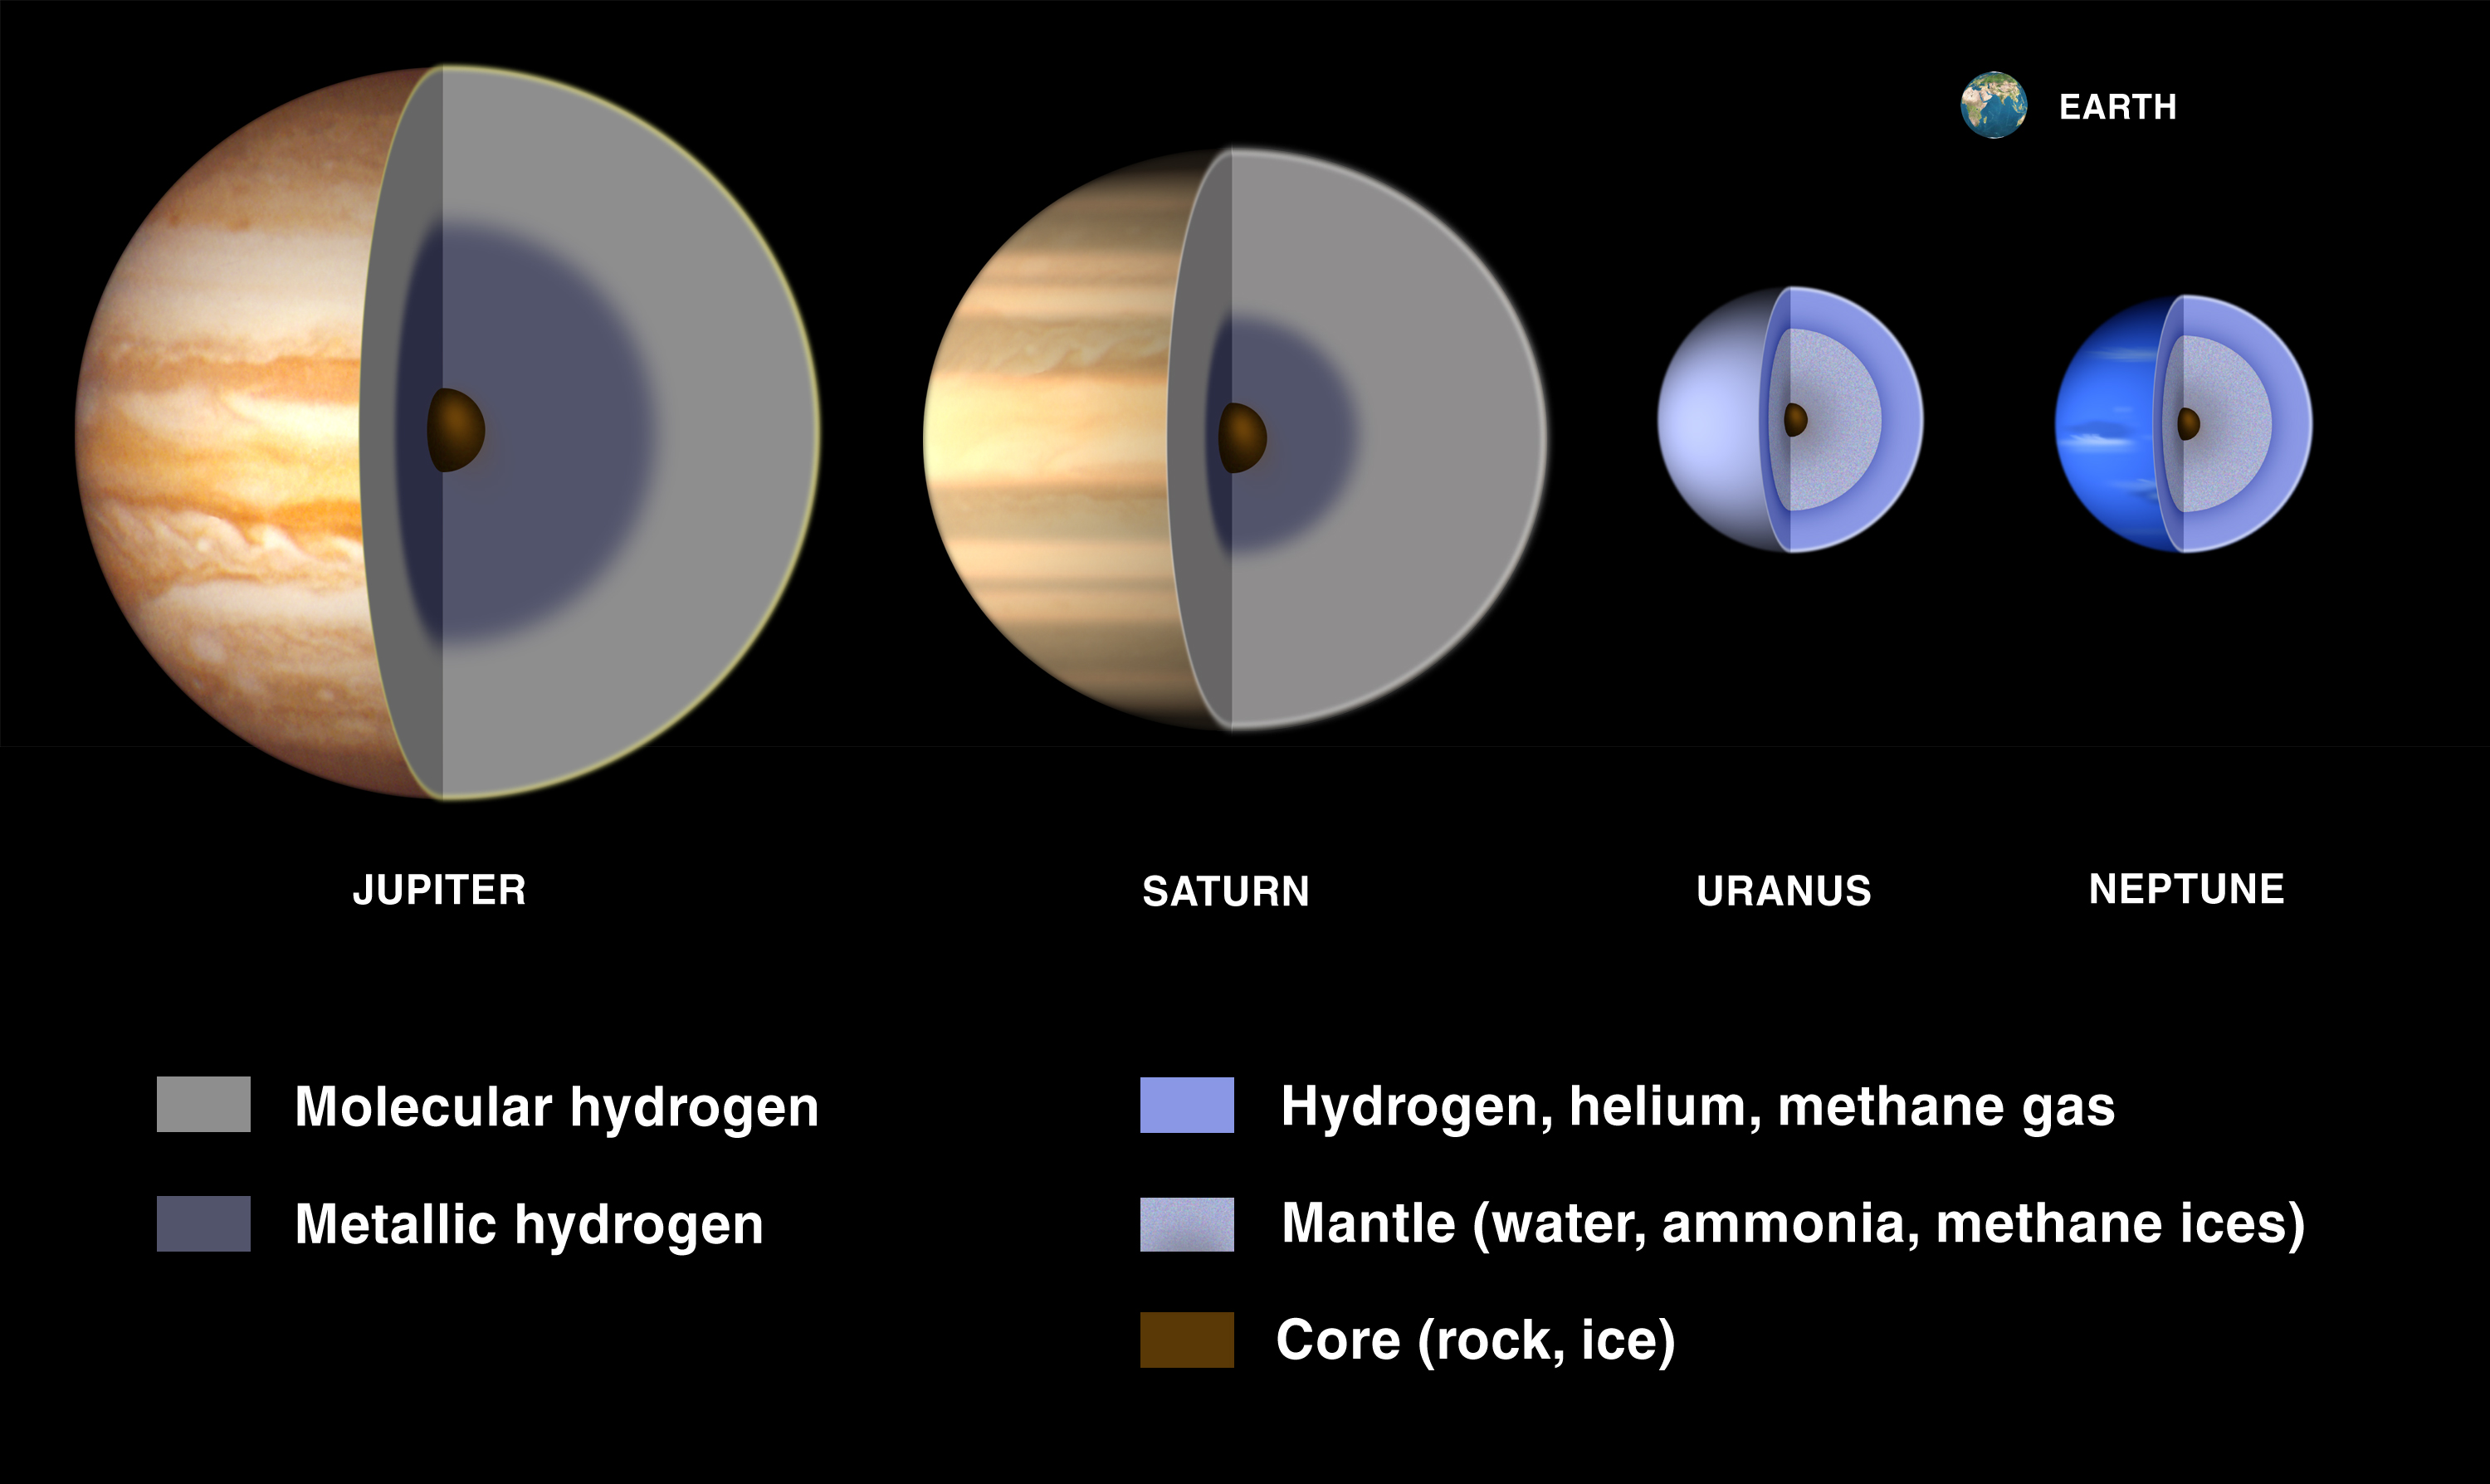 EARTH
JUPITER
SATURN
URANUS
NEPTUNE
Molecular hydrogen
Metallic hydrogen
Hydrogen, helium, methane gas
Mantle (water, ammonia, methane ices)
Core (rock, ice)